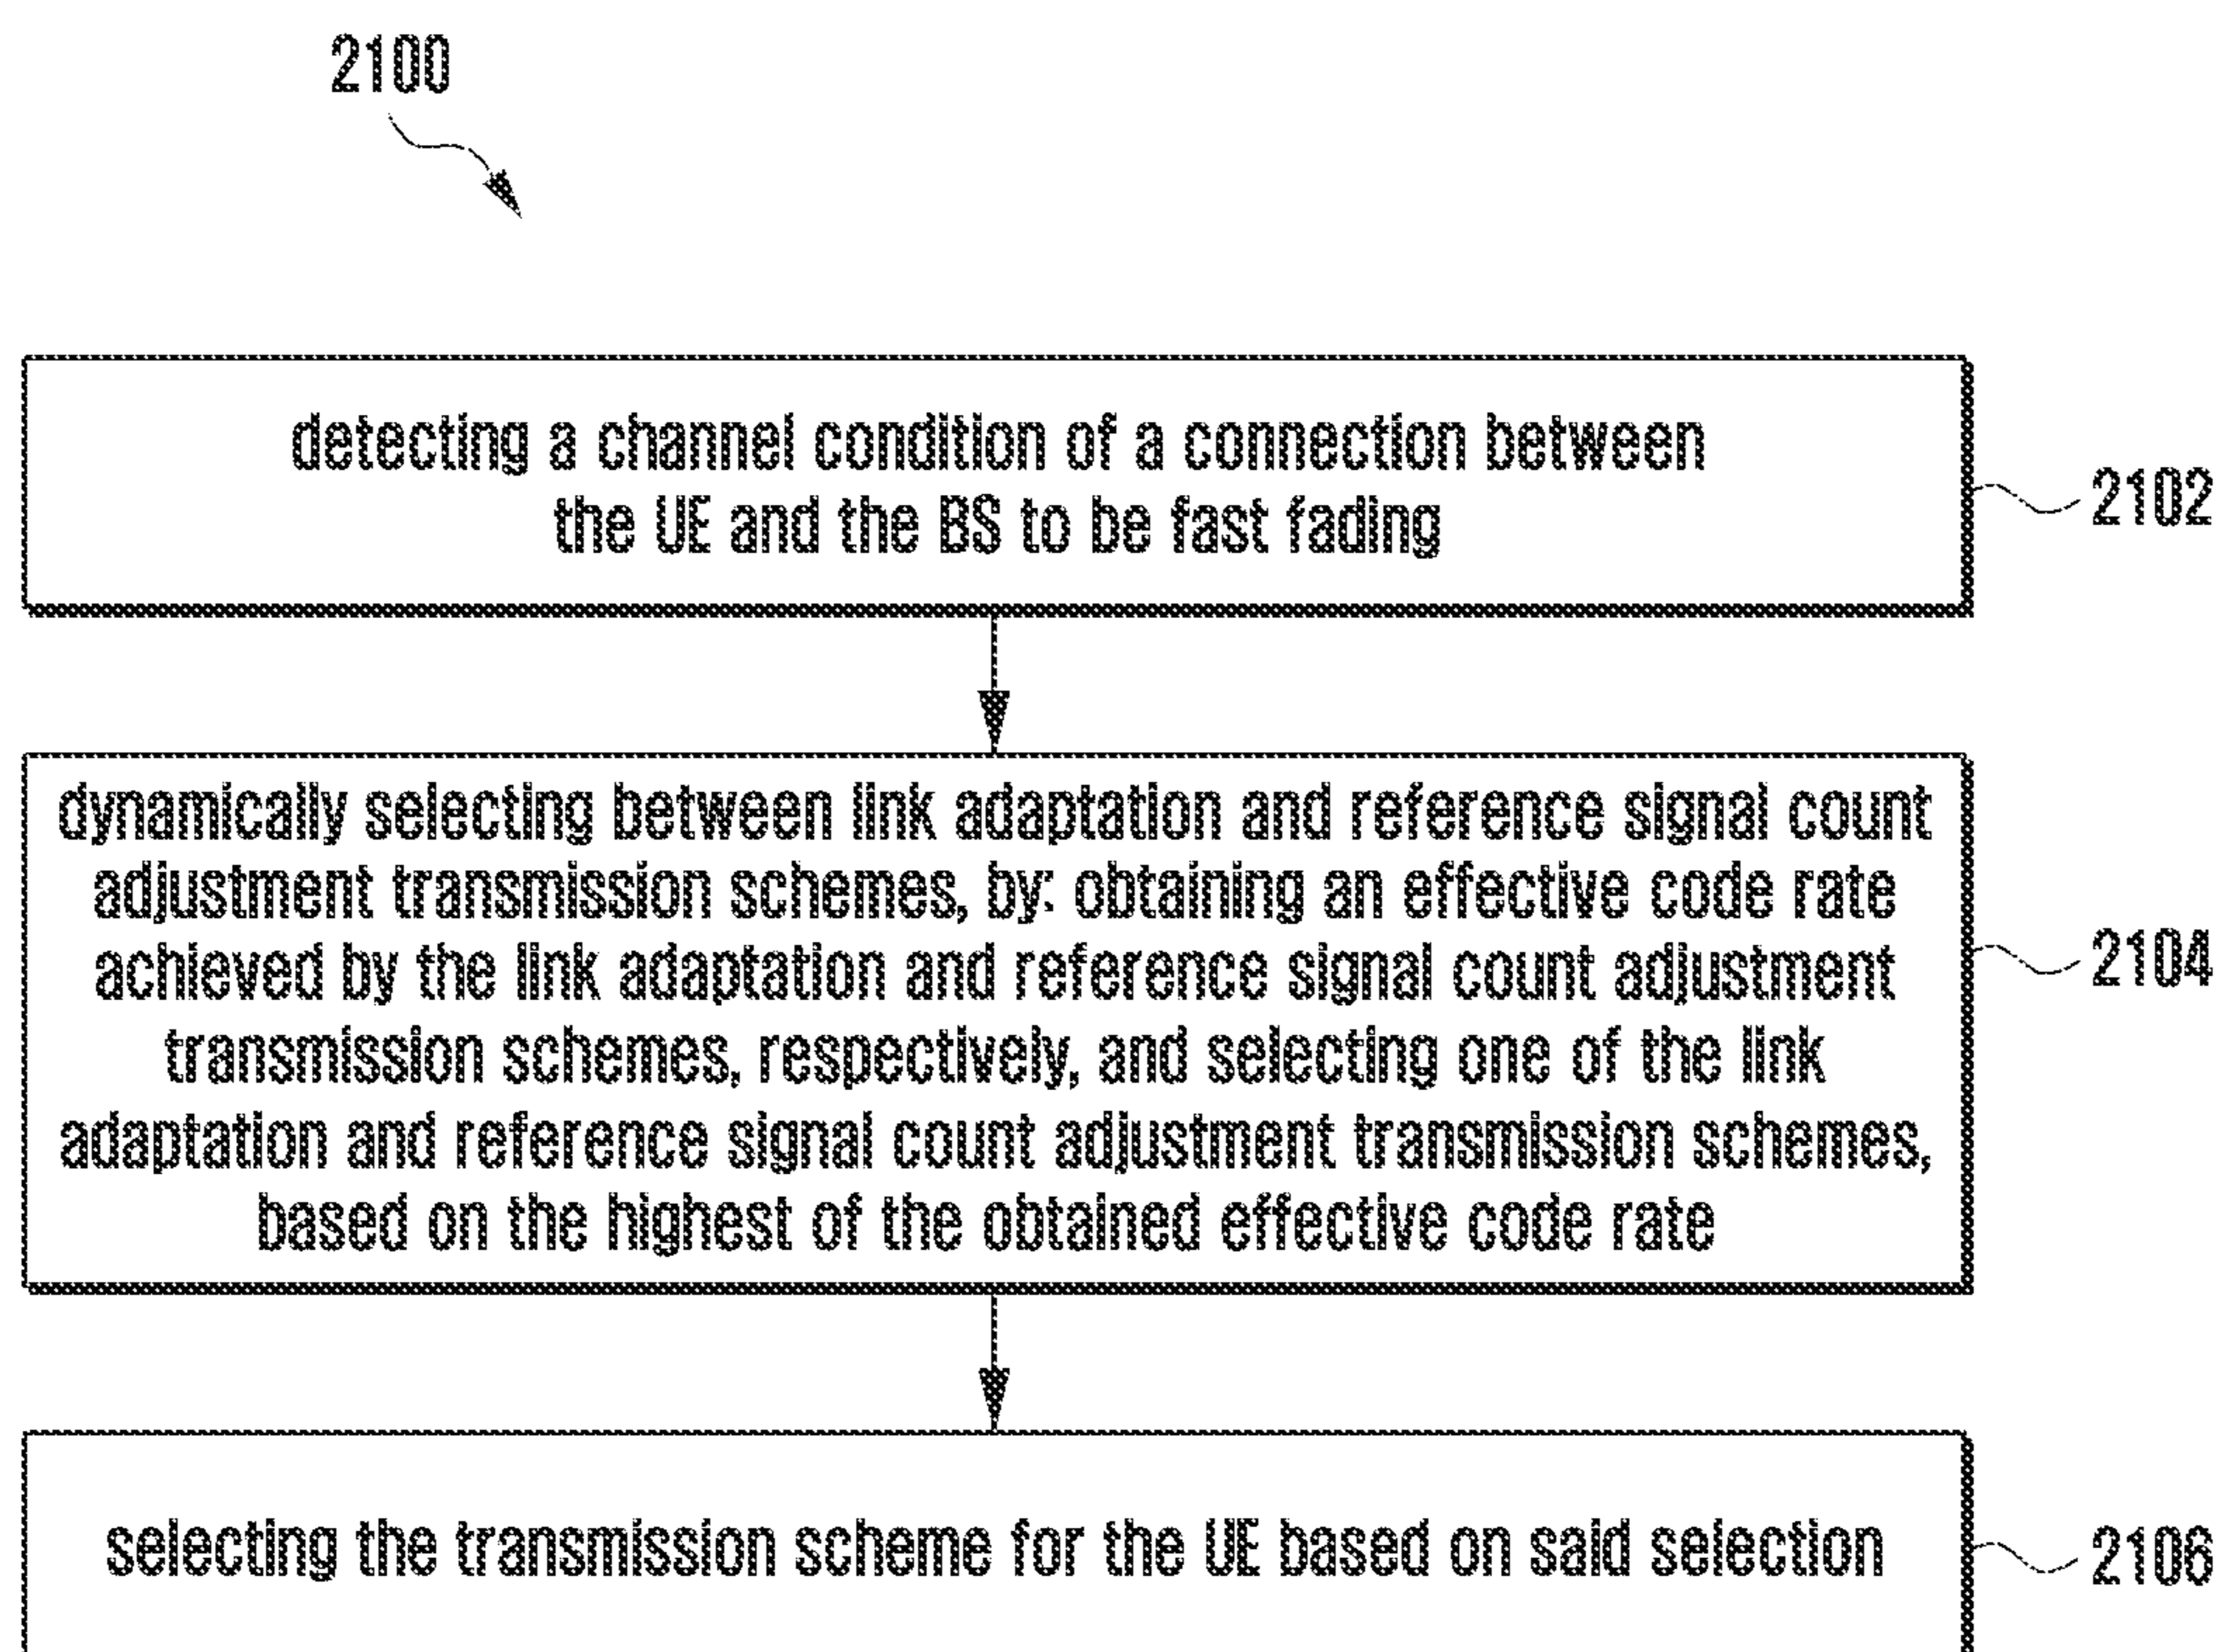 2100
detecting a channel condition of a connection between
the UE and the BS to be fast fading
2102
dynamically selecting between link adaptation and reference signal count
adjustment transmission schemes, by: obtaining an effective code rate
achieved by the link adaptation and reference signal count adjustment
transmission schemes, respectively, and selecting one of the link
adaptation and reference signal count adjustment transmission schemes,
based on the highest of the obtained effective code rate
2104
selecting the transmission scheme for the UE based on said selection
2106